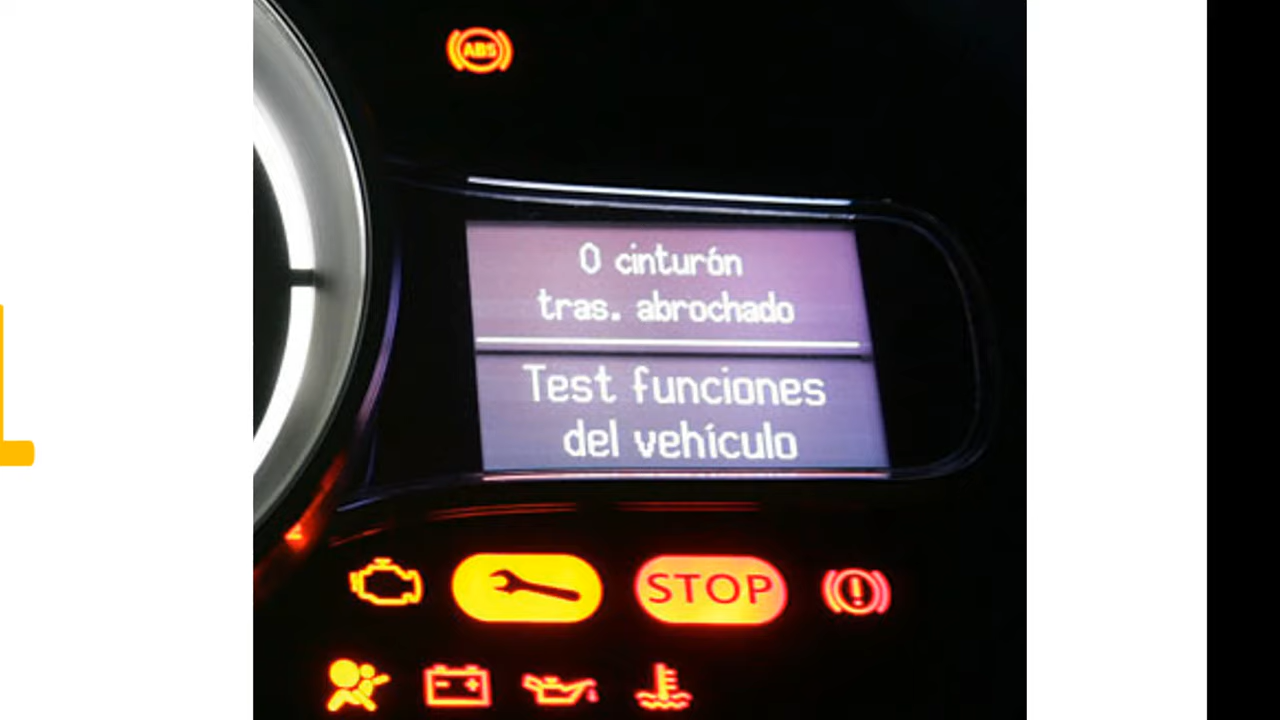 ABS
0 cinturón
tras. abrochado
Test funciones
del vehículo
STOP